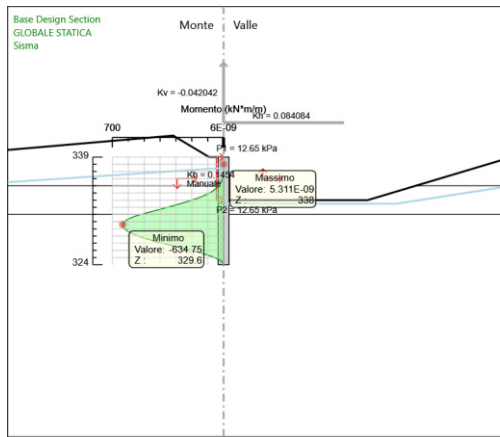 Base Design Section
GLOBALE STATICA
Sisma
Monte
Valle
Kv = -0.042042
Momento (kN*m/m)
Kh = 0.084084
700
6E-09
P1 = 12.65 kPa
339
Kh = 0.1454
Manuale
Massimo
Valore: 5.311E-09
Z : 338
P2 = 12.65 kPa
Minimo
Valore: -634.75
Z : 329.6
324